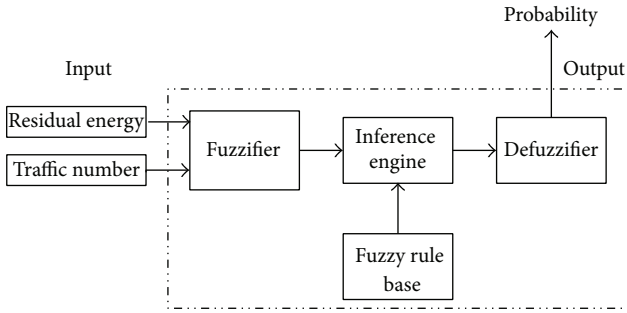 Probability
Input
Output
Residual energy
Traffic number
Fuzzifier
Inference
engine
Defuzzifier
Fuzzy rule
base